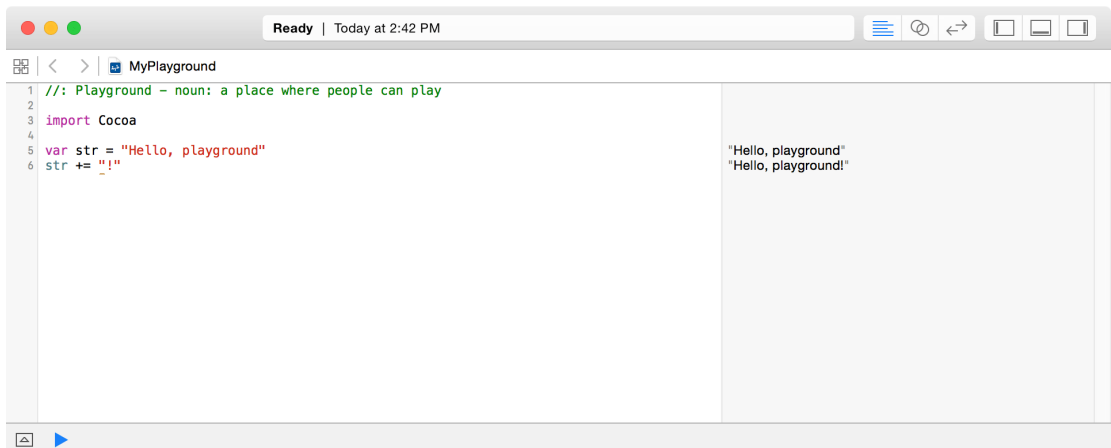 Ready | Today at 2:42 PM
MyPlayground
1 //: Playground – noun: a place where people can play
2
3 import Cocoa
4
5 var str = "Hello, playground" "Hello, playground"
6 str += "!" "Hello, playground!"